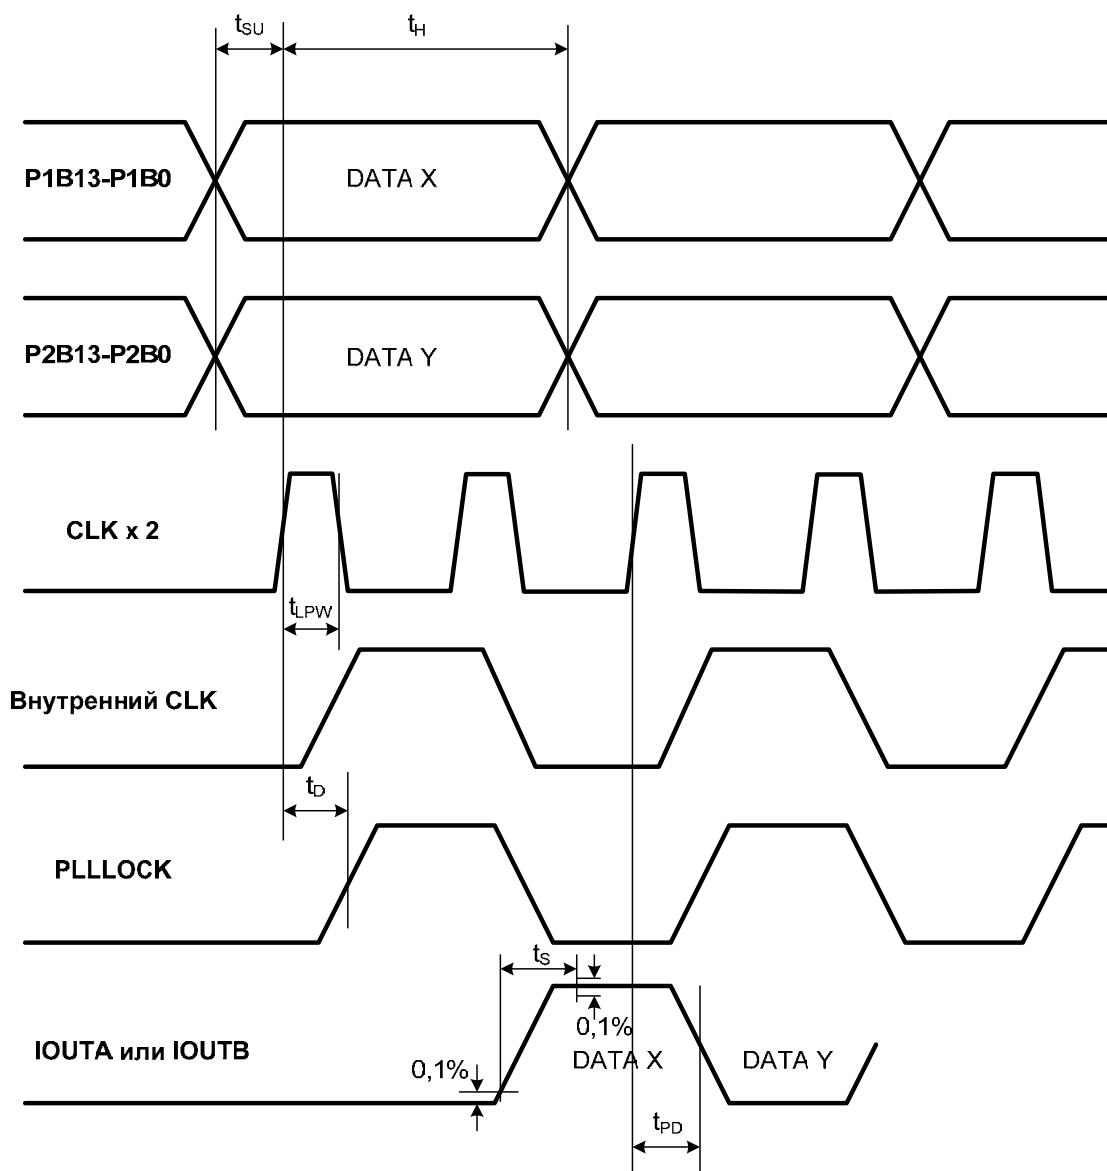 tSU
tH
P1B13-P1B0
DATA X
P2B13-P2B0
DATA Y
CLK x 2
tLPW
Внутренний CLK
tD
PLLLOCK
tS
0,1%
IOUTA или IOUTB
DATA X
DATA Y
0,1%
tPD